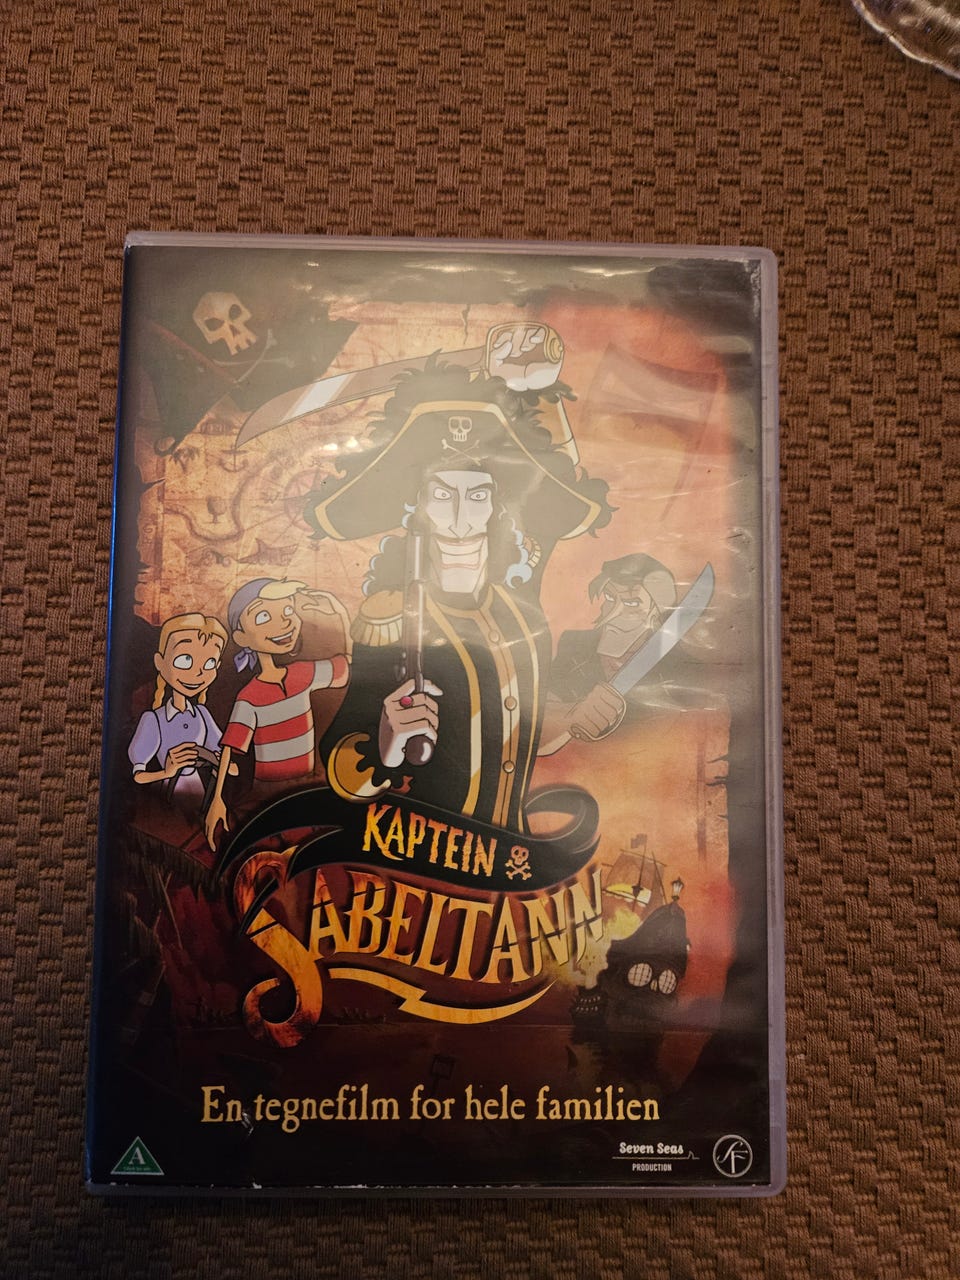 KAPTEIN
SABELTANN
En tegnefilm for hele familien
A
Seven Seas
PRODUCTION
SF